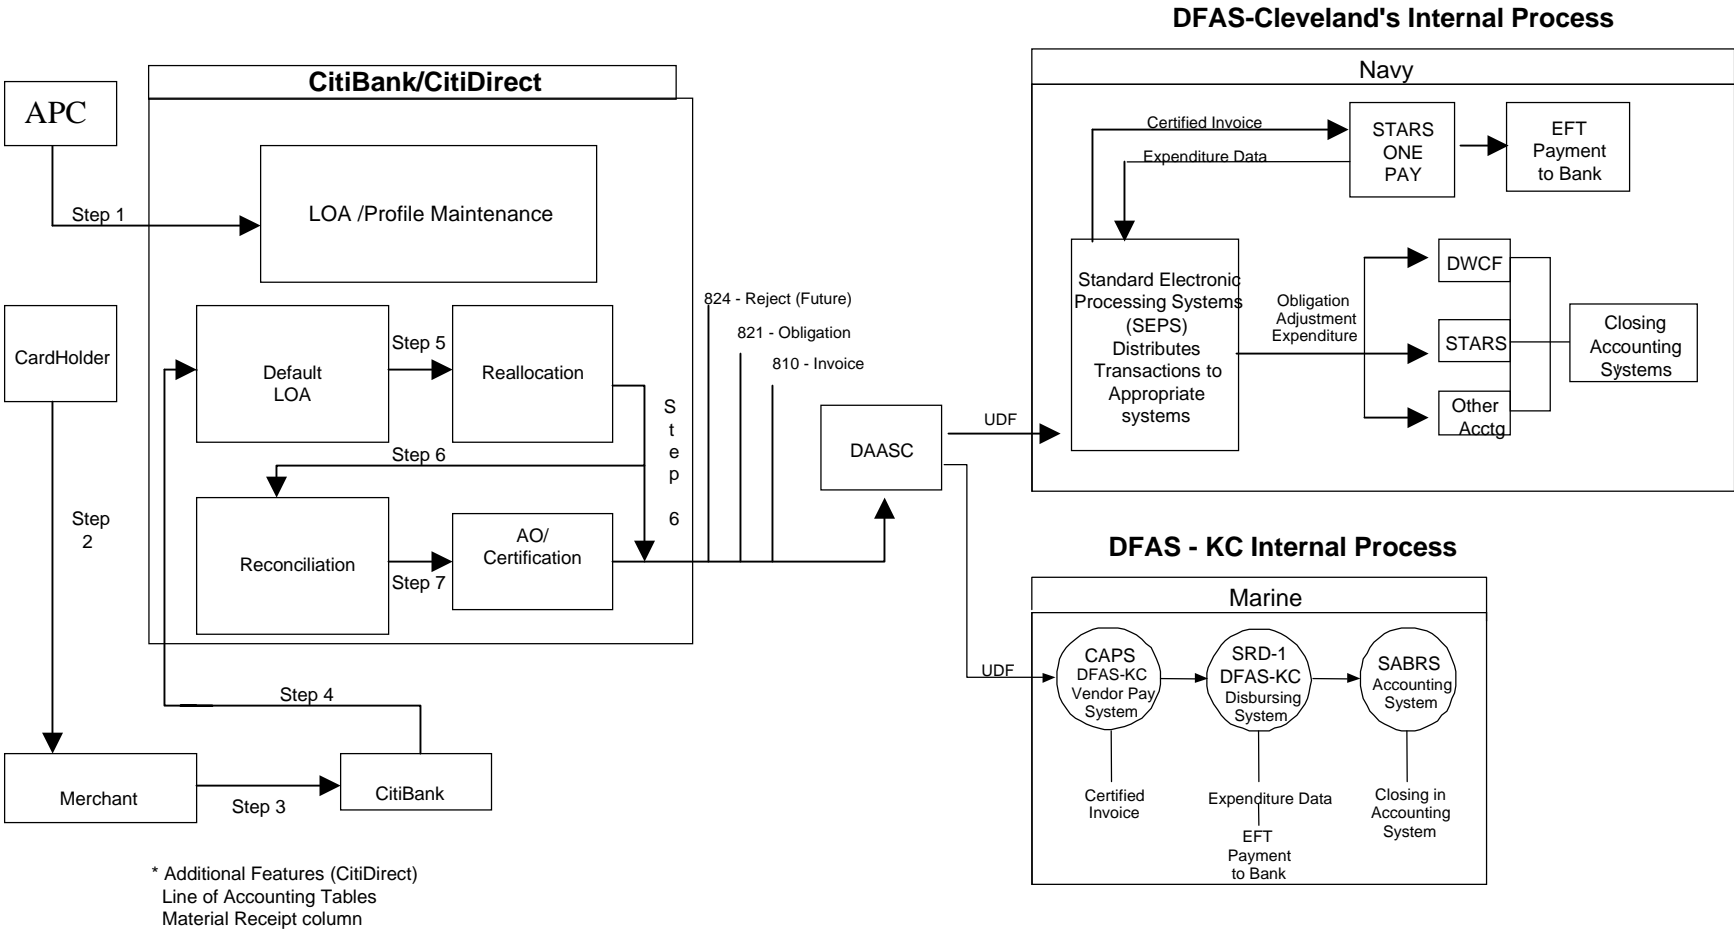 DFAS-Cleveland's Internal Process
CitiBank/CitiDirect
Navy
APC
Certified Invoice
STARS
ONE
PAY
EFT
Payment
to Bank
Expenditure Data
LOA /Profile Maintenance
Step 1
DWCF
Standard Electronic
Processing Systems
(SEPS)
Distributes
Transactions to
Appropriate
systems
Obligation
Adjustment
Expenditure
824 - Reject (Future)
821 - Obligation
810 - Invoice
Closing
Accounting
Systems
STARS
CardHolder
Step 5
Default
LOA
Reallocation
Other
Acctg
Step 6
UDF
DAASC
Step 6
Step
2
AO/
Certification
Reconciliation
Step 7
DFAS - KC Internal Process
Marine
CAPS
DFAS-KC
Vendor Pay
System
SRD-1
DFAS-KC
Disbursing
System
SABRS
Accounting
System
UDF
Step 4
Merchant
Step 3
CitiBank
Certified
Invoice
Expenditure Data
EFT
Payment
to Bank
Closing in
Accounting
System
* Additional Features (CitiDirect)
Line of Accounting Tables
Material Receipt column